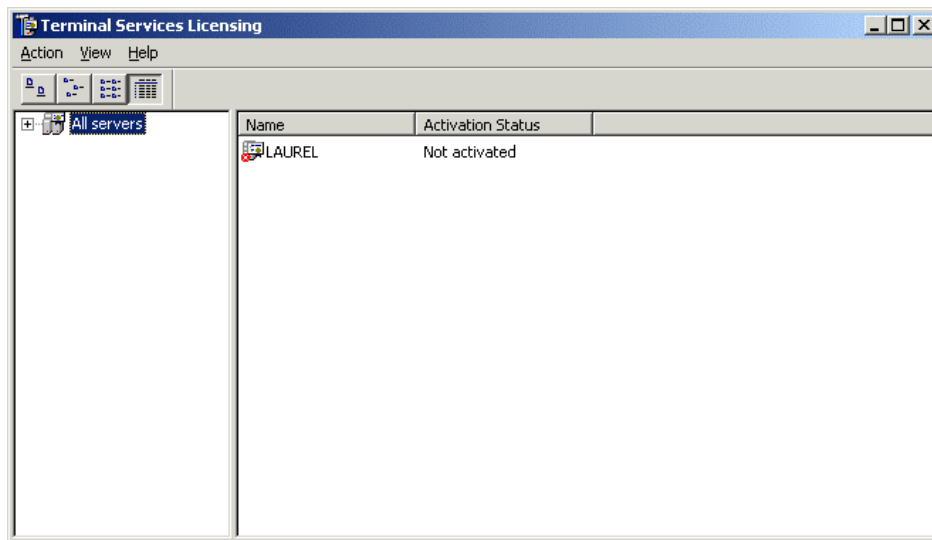 Terminal Services Licensing
Action View Help
All servers
Name Activation Status
LAUREL Not activated